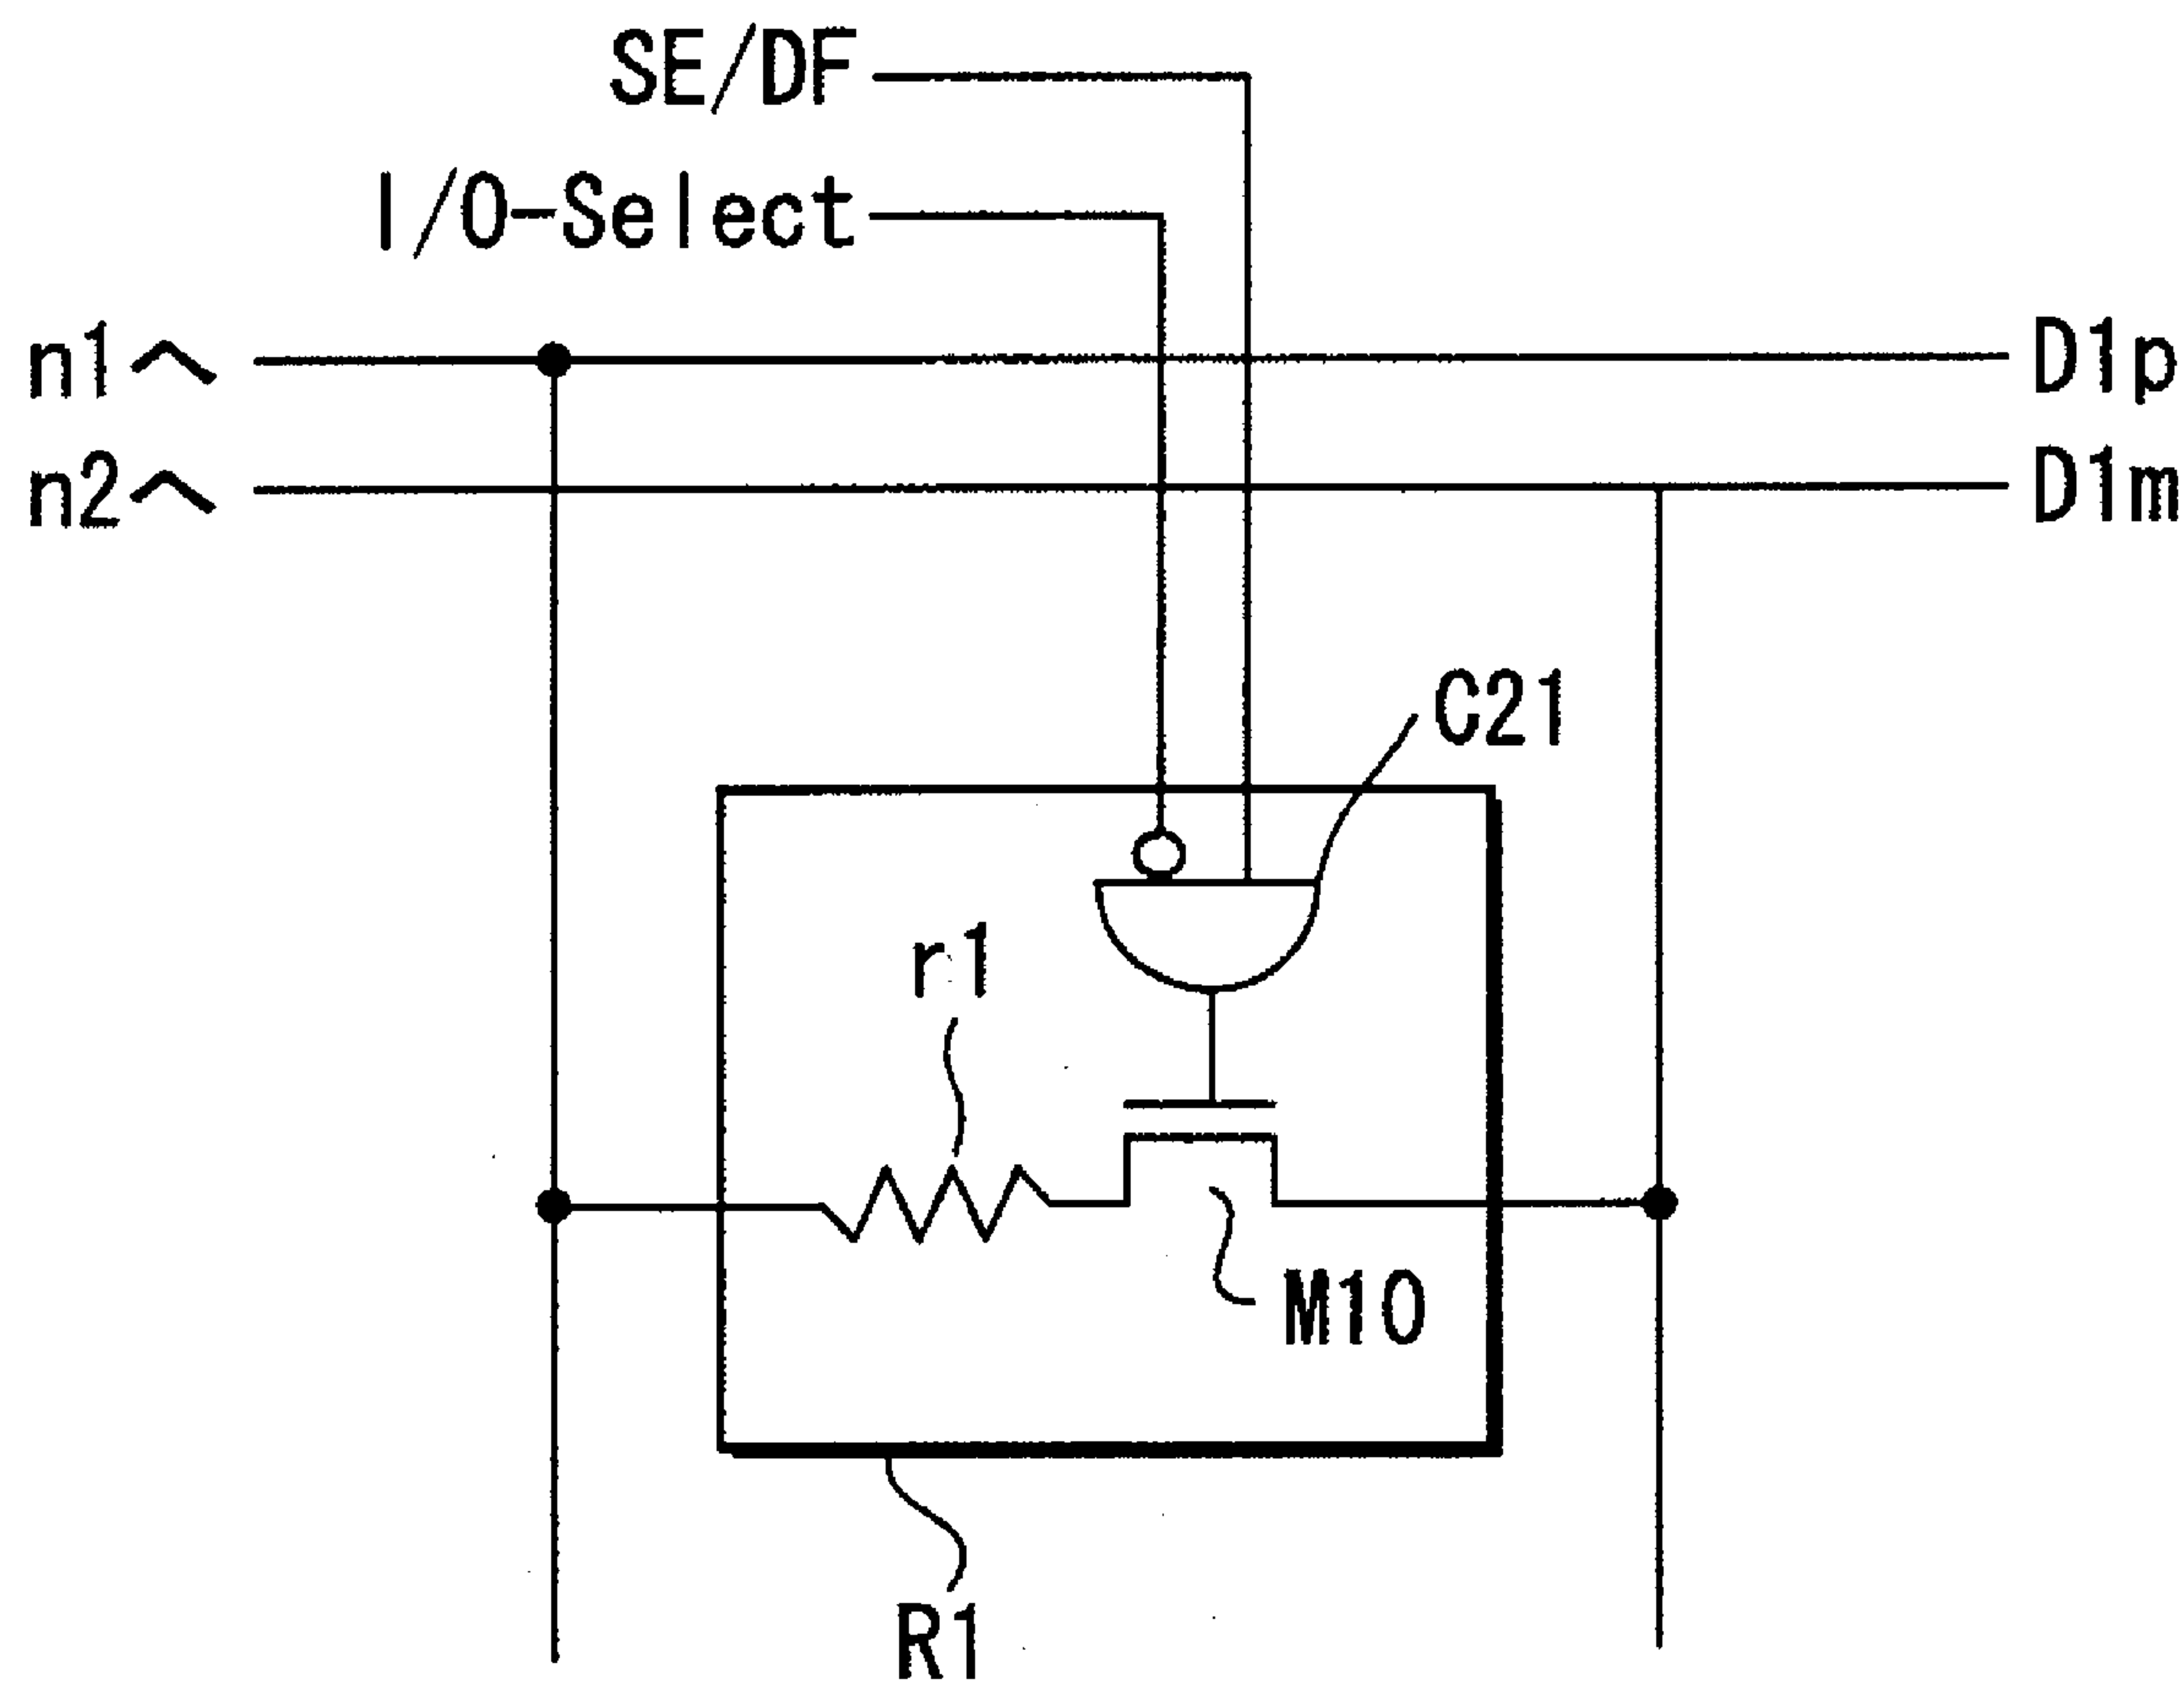 SE/DF
I/O-Select
n1へ
D1p
n2へ
D1m
C21
r1
M10
R1